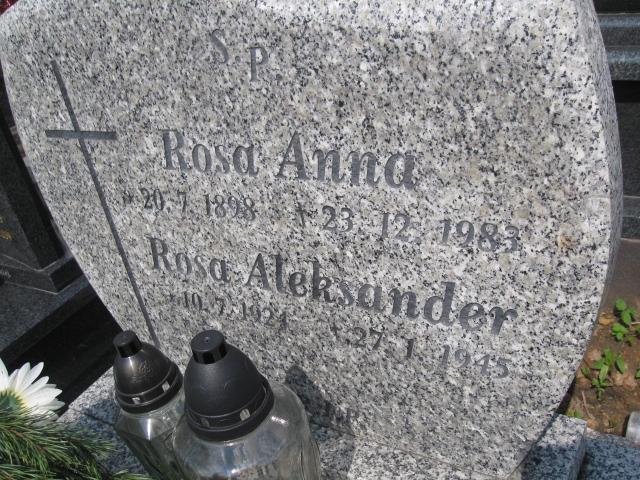 S.P.
Rosa Anna
* 20.7.1898 † 23.12.1983
Rosa Aleksander
* 10.7.1924 † 27.1.1945